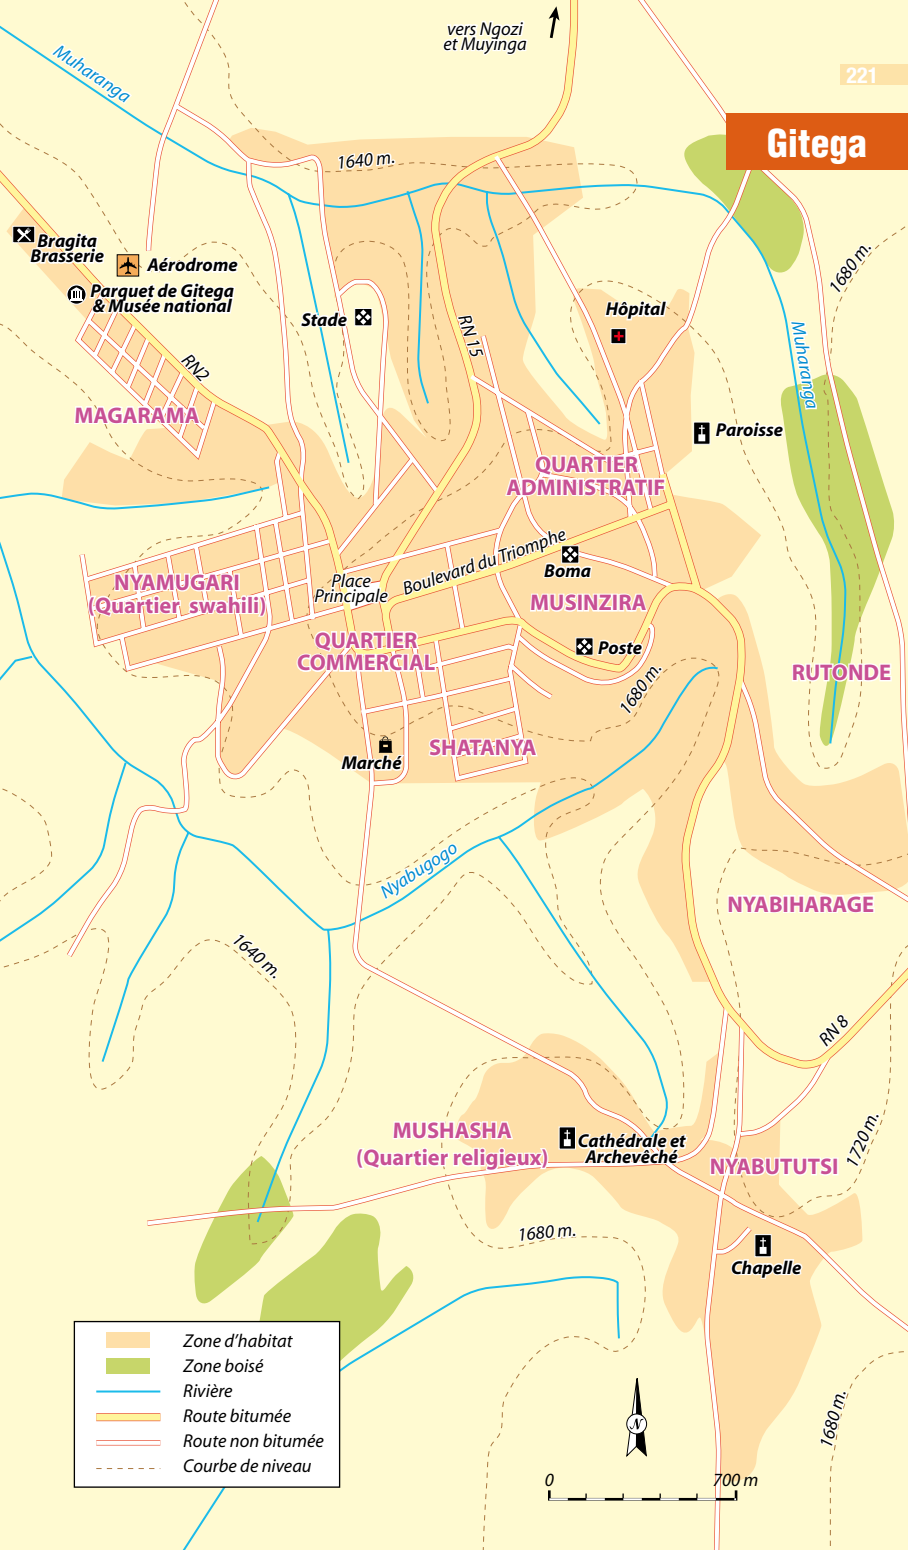 vers Ngozi
et Muyinga
221
Gitega
Muharanga
1640 m.
Bragita
Brasserie
Aérodrome
Parquet de Gitega
& Musée national
Stade
RN 15
Hôpital
1680 m.
Muharanga
RN2
MAGARAMA
Paroisse
QUARTIER
ADMINISTRATIF
Boulevard du Triomphe
Boma
NYAMUGARI
(Quartier swahili)
Place
Principale
MUSINZIRA
QUARTIER
COMMERCIAL
Poste
1680 m.
RUTONDE
Marché
SHATANYA
Nyabugogo
NYABIHARAGE
1640 m.
RN 8
MUSHASHA
(Quartier religieux)
Cathédrale et
Archevêché
NYABUTUTSI
1720 m.
1680 m.
Chapelle
Zone d'habitat
Zone boisé
Rivière
Route bitumée
Route non bitumée
Courbe de niveau
1680 m.
N
0
700 m